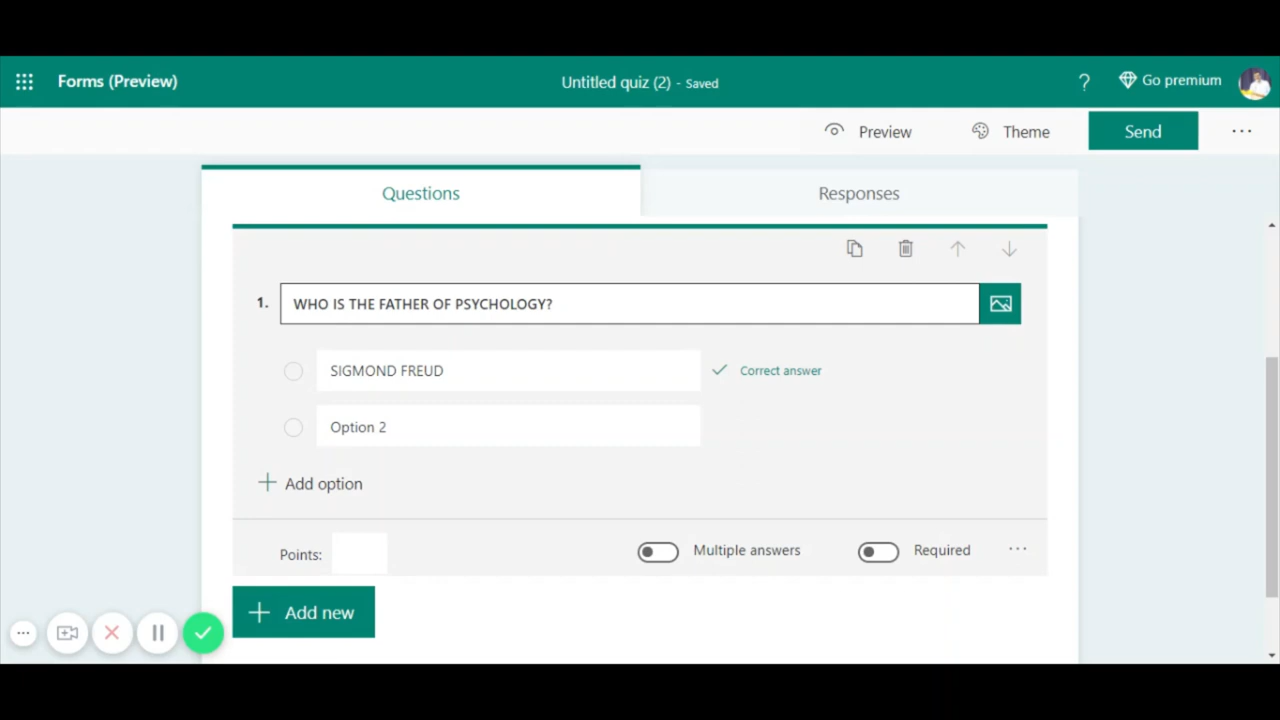 Forms (Preview)
Untitled quiz (2) - Saved
? Go premium
Preview
Theme
Send
Questions
Responses
1. WHO IS THE FATHER OF PSYCHOLOGY?
SIGMOND FREUD
Correct answer
Option 2
Add option
Points:
Multiple answers
Required
Add new